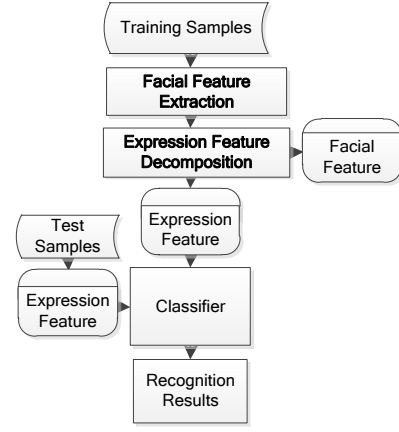 Training Samples
Facial Feature
Extraction
Expression Feature
Decomposition
Facial
Feature
Expression
Feature
Test
Samples
Expression
Feature
Classifier
Recognition
Results